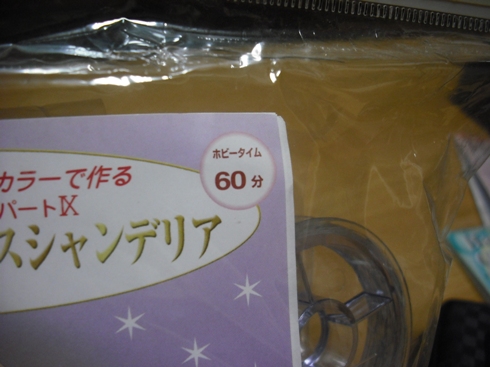 ホビータイム
60分
カラーで作る
パートⅨ
スシャンデリア